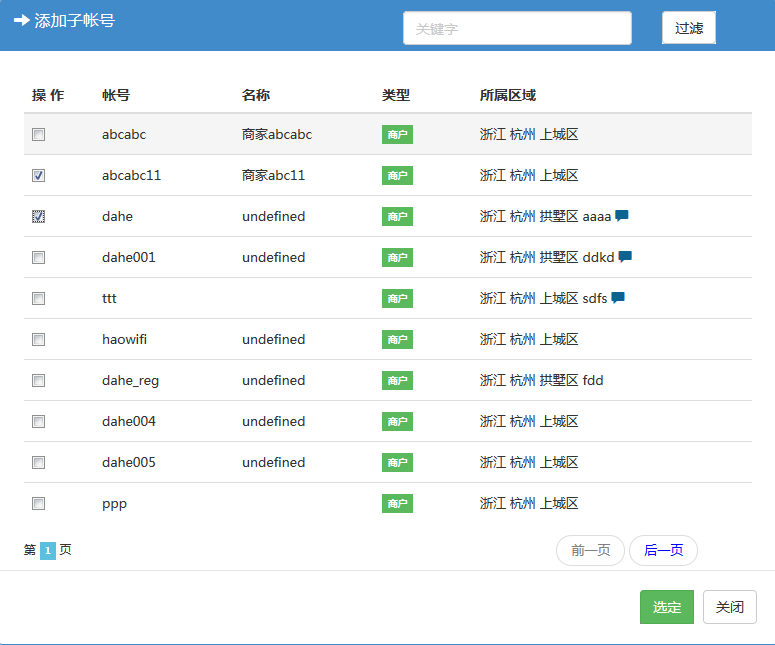 添加子帐号 关键字 过滤
操 作 帐号 名称 类型 所属区域
abcabc 商家abcabc 商户 浙江 杭州 上城区
abcabc11 商家abc11 商户 浙江 杭州 上城区
dahe undefined 商户 浙江 杭州 拱墅区 aaaa
dahe001 undefined 商户 浙江 杭州 拱墅区 ddkd
ttt 商户 浙江 杭州 上城区 sdfs
haowifi undefined 商户 浙江 杭州 上城区
dahe_reg undefined 商户 浙江 杭州 拱墅区 fdd
dahe004 undefined 商户 浙江 杭州 上城区
dahe005 undefined 商户 浙江 杭州 上城区
ppp 商户 浙江 杭州 上城区
第 1 页 前一页 后一页
选定 关闭